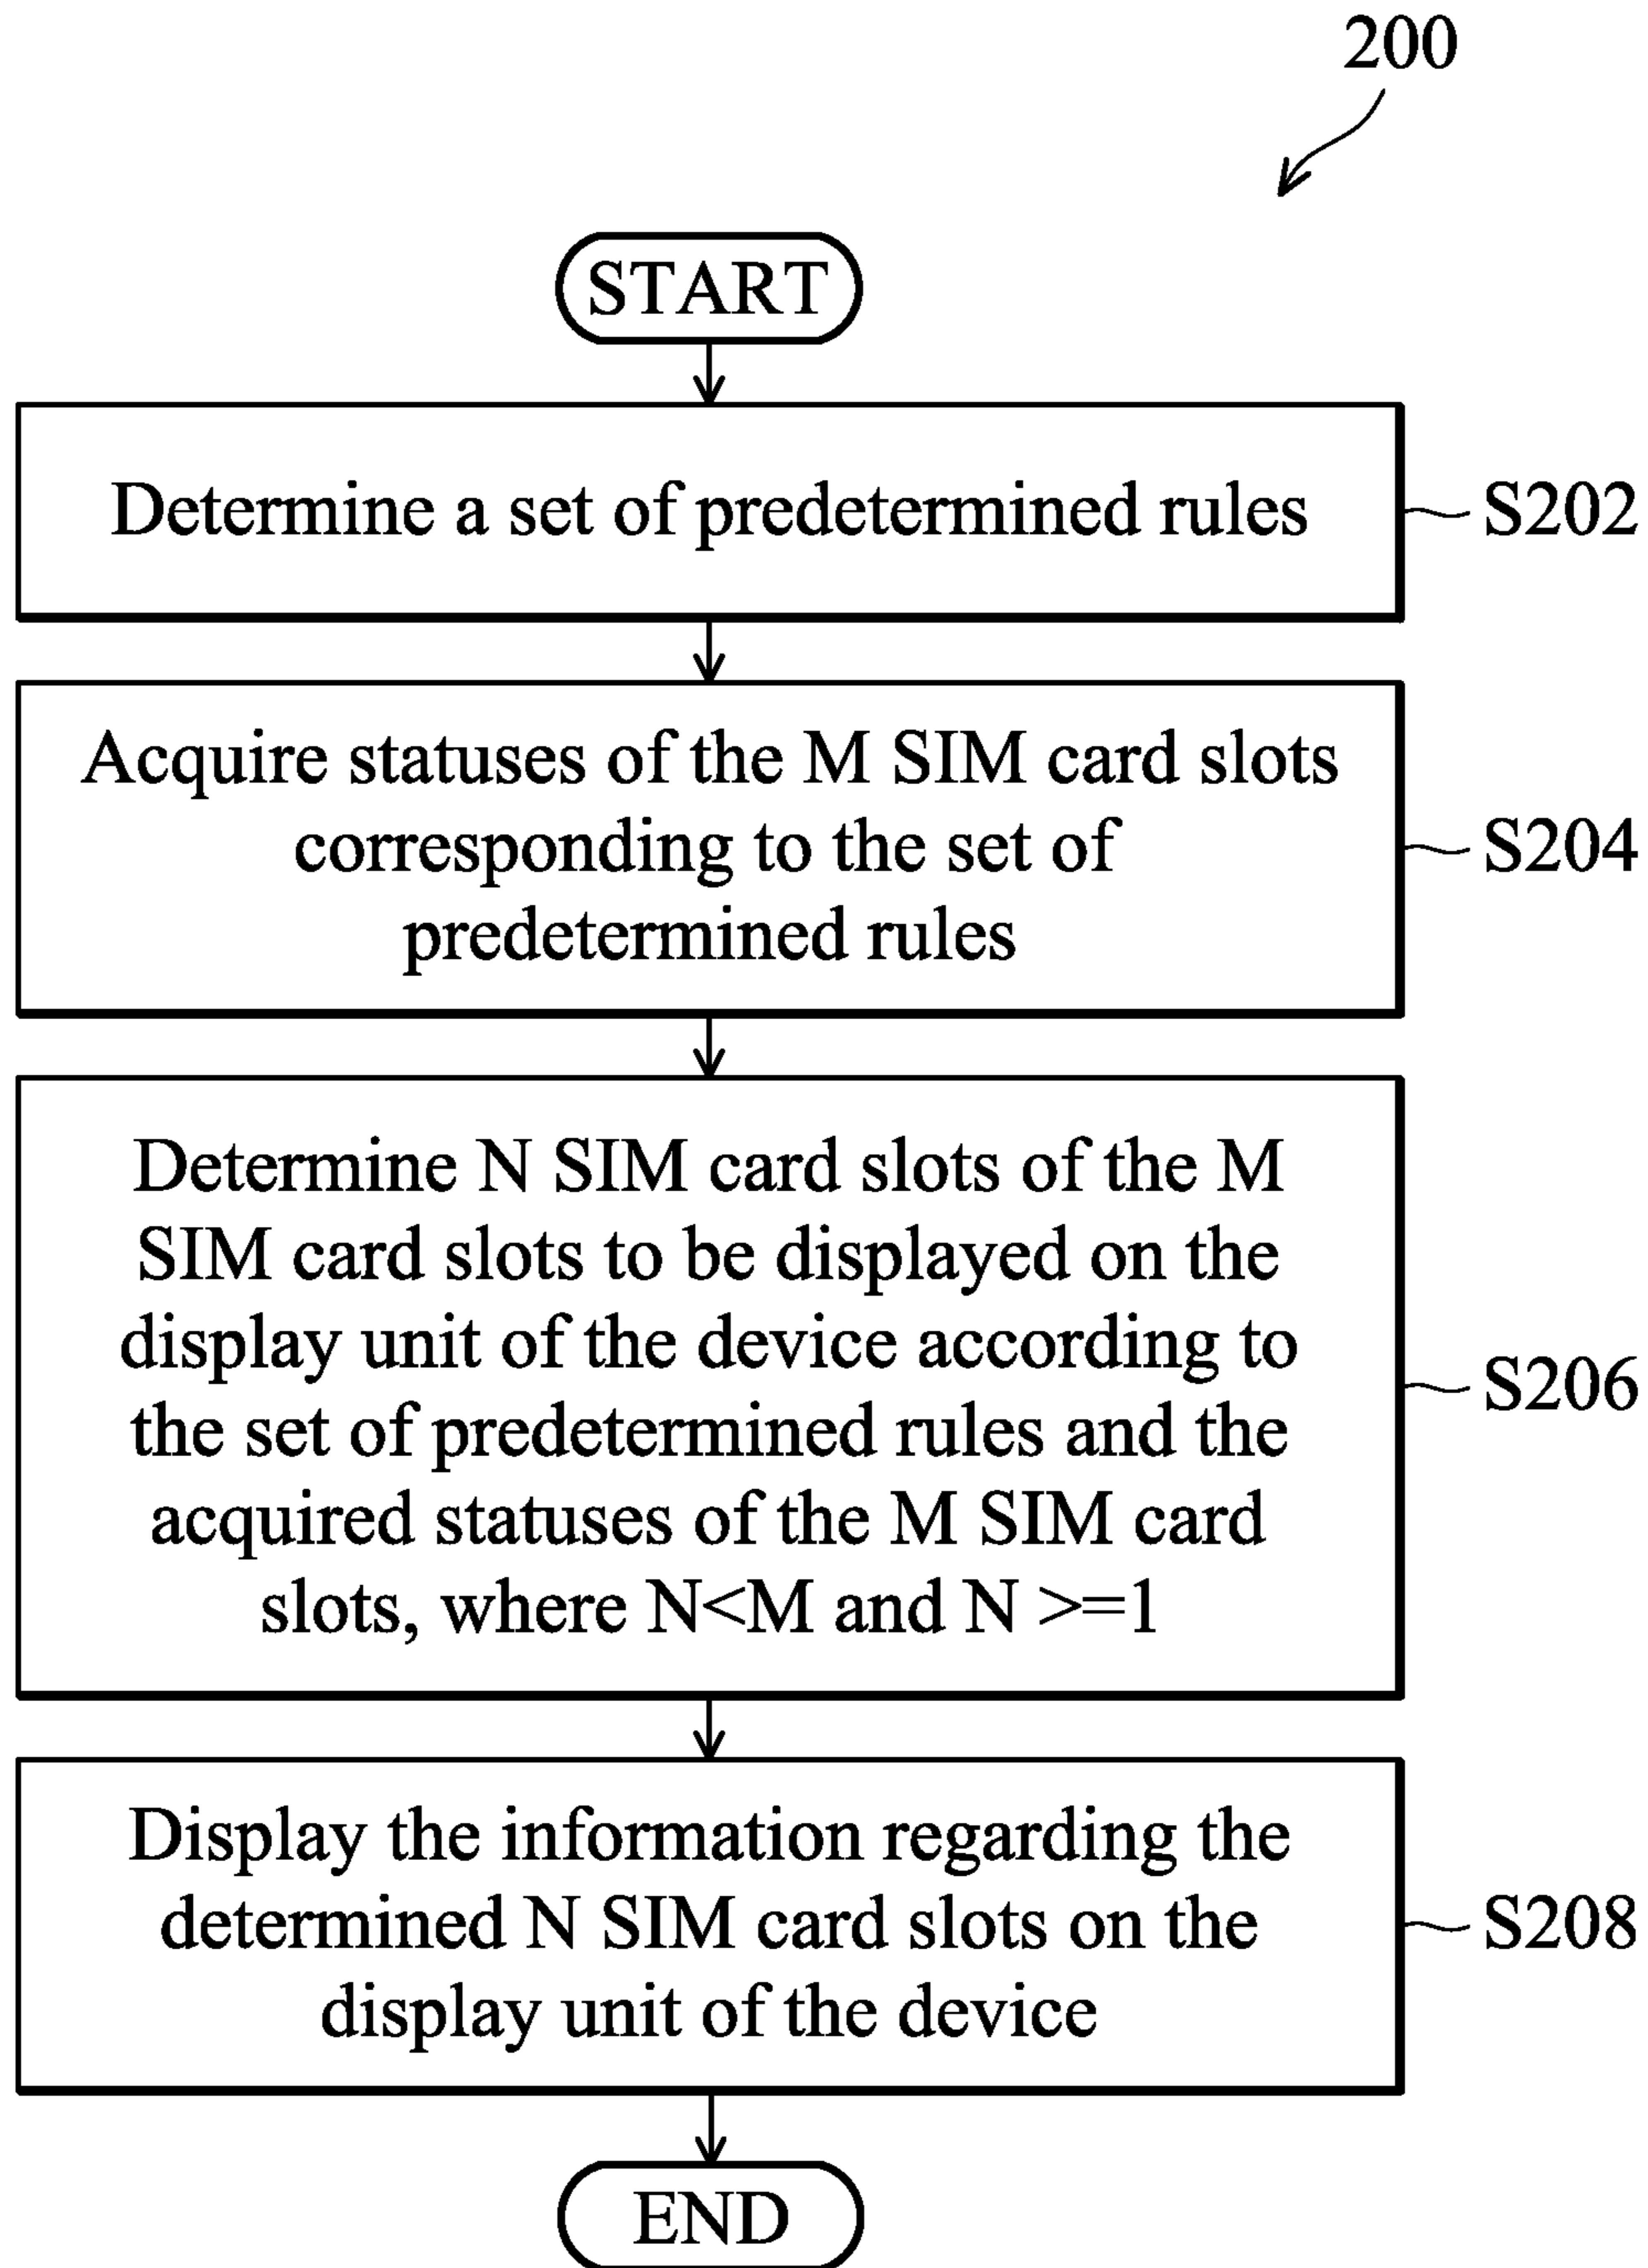 200
START
Determine a set of predetermined rules
S202
Acquire statuses of the M SIM card slots
corresponding to the set of
predetermined rules
S204
Determine N SIM card slots of the M
SIM card slots to be displayed on the
display unit of the device according to
the set of predetermined rules and the
acquired statuses of the M SIM card
slots, where N<M and N >=1
S206
Display the information regarding the
determined N SIM card slots on the
display unit of the device
S208
END